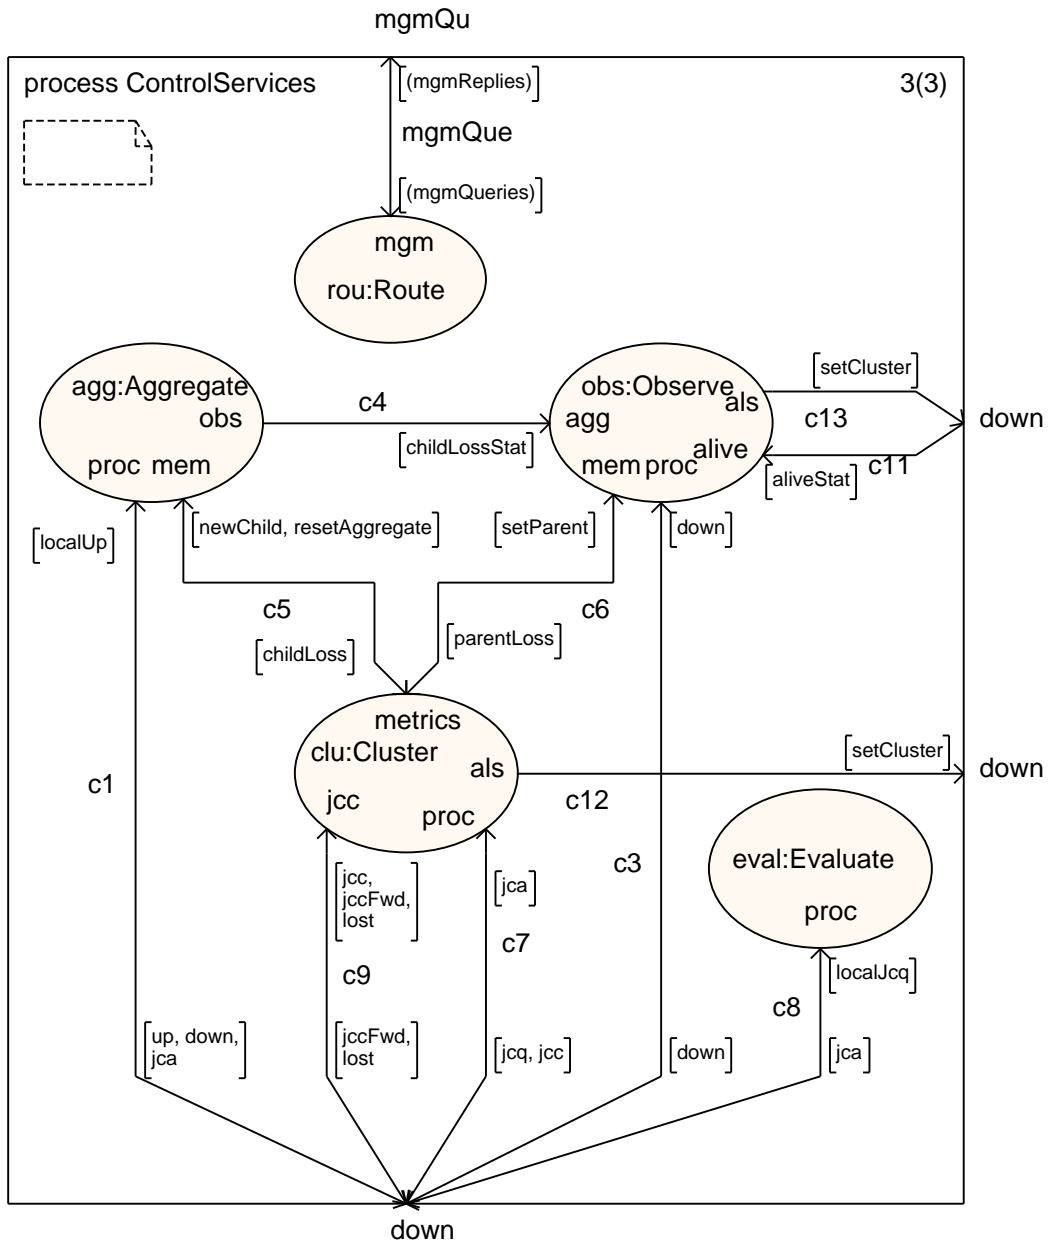 mgmQu
process ControlServices
3(3)
(mgmReplies)
mgmQue
(mgmQueries)
mgm
rou:Route
agg:Aggregate
obs
proc mem
c4
[childLossStat]
obs:Observe
als
agg
alive
mem proc
[setCluster]
c13
down
c11
[aliveStat]
[localUp]
[newChild, resetAggregate]
[setParent]
[down]
c5
c6
[childLoss]
[parentLoss]
metrics
clu:Cluster
als
jcc
proc
[setCluster]
down
c1
c12
c3
eval:Evaluate
proc
[jcc,
jccFwd,
lost]
[jca]
c7
c9
[localJcq]
c8
[up, down,
jca]
[jccFwd,
lost]
[jcq, jcc]
[down]
[jca]
down